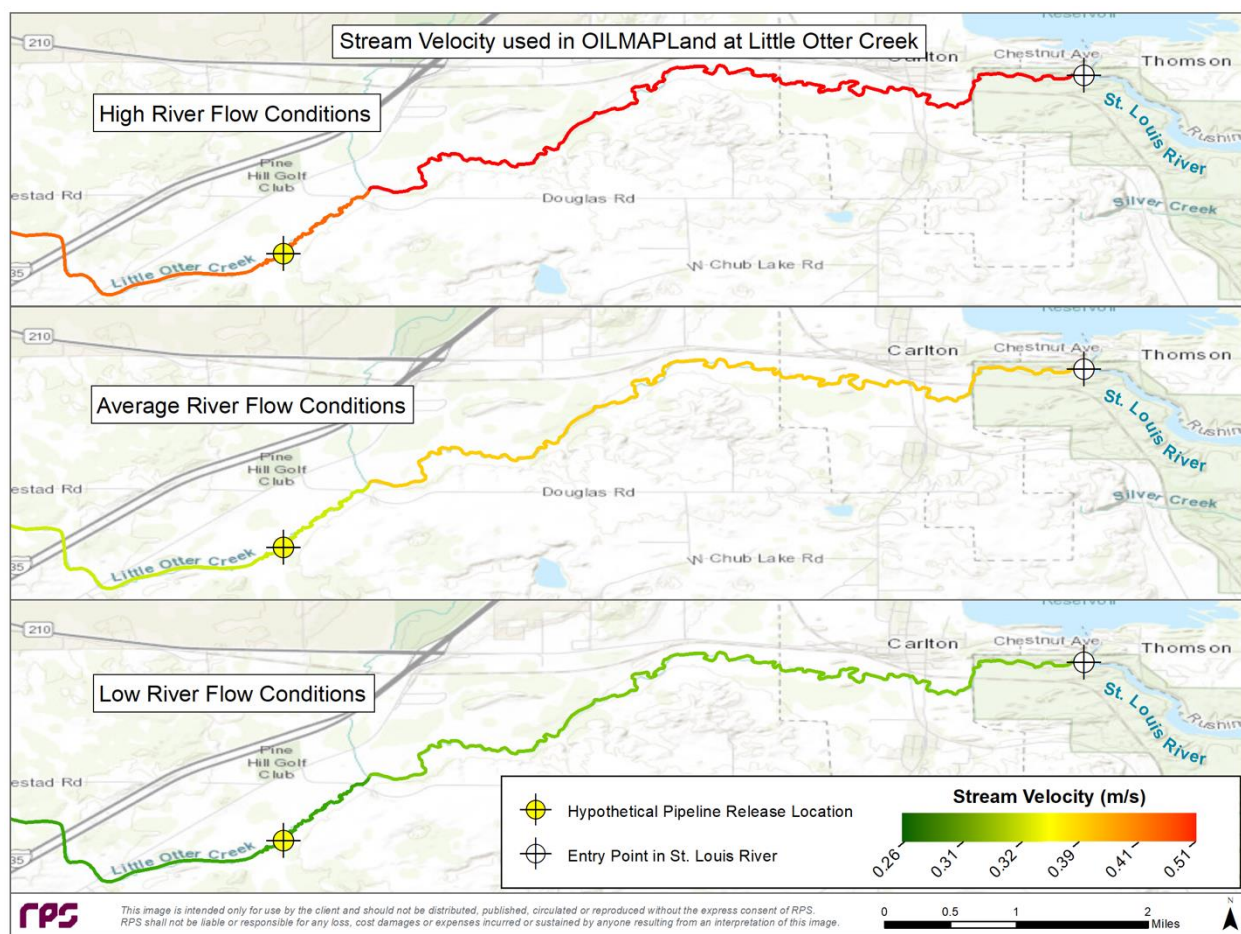 Reservoir
210
Stream Velocity used in OILMAPLand at Little Otter Creek
Carlton
Chestnut Ave
Thomson
High River Flow Conditions
St. Louis River
Rushin
Pine
Hill Golf
Club
estad Rd
Douglas Rd
Silver Creek
Little Otter Creek
W Chub Lake Rd
35
210
Carlton
Chestnut Ave
Thomson
Average River Flow Conditions
St. Louis River
Rushin
Pine
Hill Golf
Club
estad Rd
Douglas Rd
Silver Creek
Little Otter Creek
W Chub Lake Rd
35
Reservoir
210
Carlton
Chestnut Ave
Thomson
Low River Flow Conditions
St. Louis River
Rushin
Pine
Hill Golf
Club
estad Rd
Little Otter Creek
35
Hypothetical Pipeline Release Location
Entry Point in St. Louis River
Stream Velocity (m/s)
0.26
0.31
0.32
0.39
0.41
0.51
rps
This image is intended only for use by the client and should not be distributed, published, circulated or reproduced without the express consent of RPS.
RPS shall not be liable or responsible for any loss, cost damages or expenses incurred or sustained by anyone resulting from an interpretation of this image.
0 0.5 1 2
Miles
N